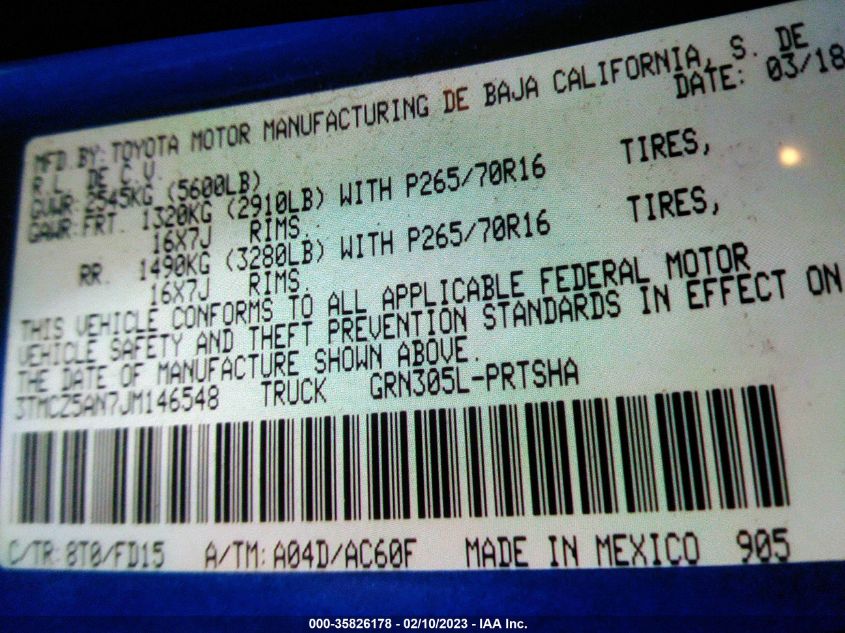 MFD.BY:TOYOTA MOTOR MANUFACTURING DE BAJA CALIFORNIA, S. DE
R.L. DE C.V. DATE: 03/18
GVWR:2545KG (5600LB)
GAWR:FRT. 1320KG (2910LB) WITH P265/70R16 TIRES,
16X7J RIMS.
RR. 1490KG (3280LB) WITH P265/70R16 TIRES,
16X7J RIMS.
THIS VEHICLE CONFORMS TO ALL APPLICABLE FEDERAL MOTOR
VEHICLE SAFETY AND THEFT PREVENTION STANDARDS IN EFFECT ON
THE DATE OF MANUFACTURE SHOWN ABOVE.
3TMCZ5AN7JM146548 TRUCK GRN305L-PRTSHA
C/TR:8T0/FD15 A/TM:A04D/AC60F MADE IN MEXICO 905
000-35826178 - 02/10/2023 - IAA Inc.